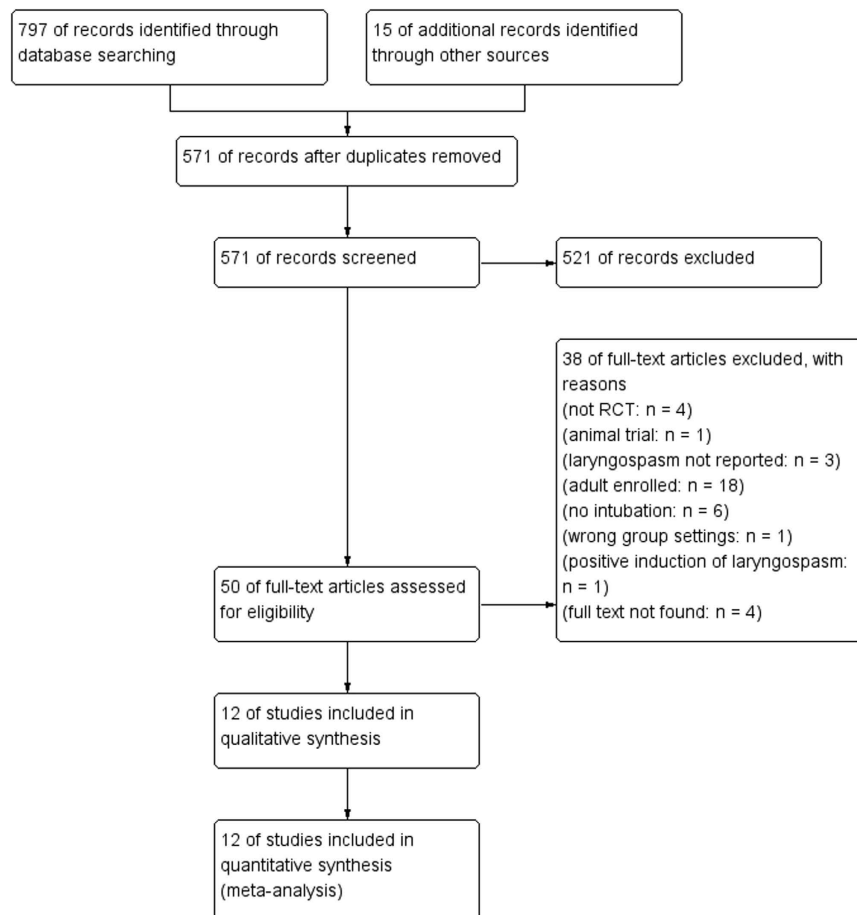 797 of records identified through
database searching
15 of additional records identified
through other sources
571 of records after duplicates removed
571 of records screened
521 of records excluded
38 of full-text articles excluded, with
reasons
(not RCT: n = 4)
(animal trial: n = 1)
(laryngospasm not reported: n = 3)
(adult enrolled: n = 18)
(no intubation: n = 6)
(wrong group settings: n = 1)
(positive induction of laryngospasm:
n = 1)
(full text not found: n = 4)
50 of full-text articles assessed
for eligibility
12 of studies included in
qualitative synthesis
12 of studies included in
quantitative synthesis
(meta-analysis)